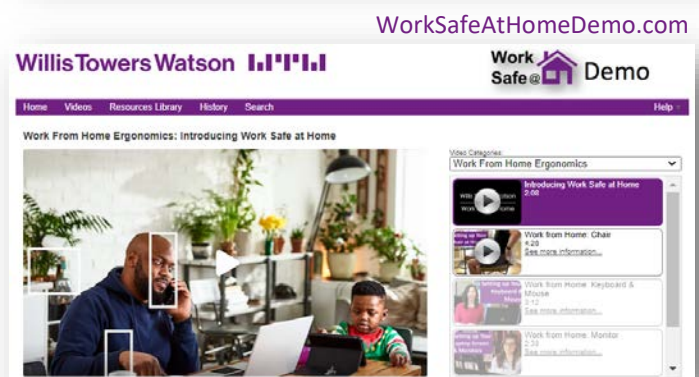 WorkSafeAtHomeDemo.com
Willis Towers Watson
Work
Safe@ Demo
Home Videos Resources Library History Search Help
Work From Home Ergonomics: Introducing Work Safe at Home
Video Categories:
Work From Home Ergonomics
Introducing Work Safe at Home
2:08
Work from Home: Chair
4:28
See more information...
Work from Home: Keyboard &
Mouse
3:12
See more information...
Work from Home: Monitor
See more information...